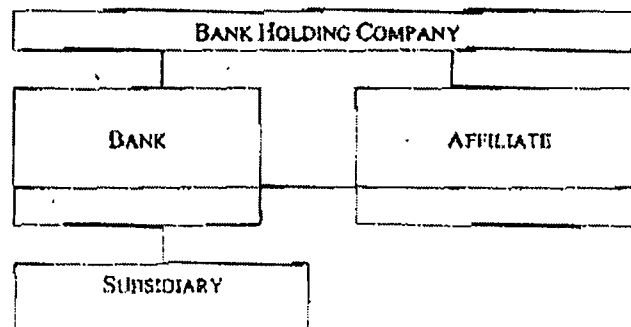 BANK HOLDING COMPANY
BANK
AFFILIATE
SUBSIDIARY